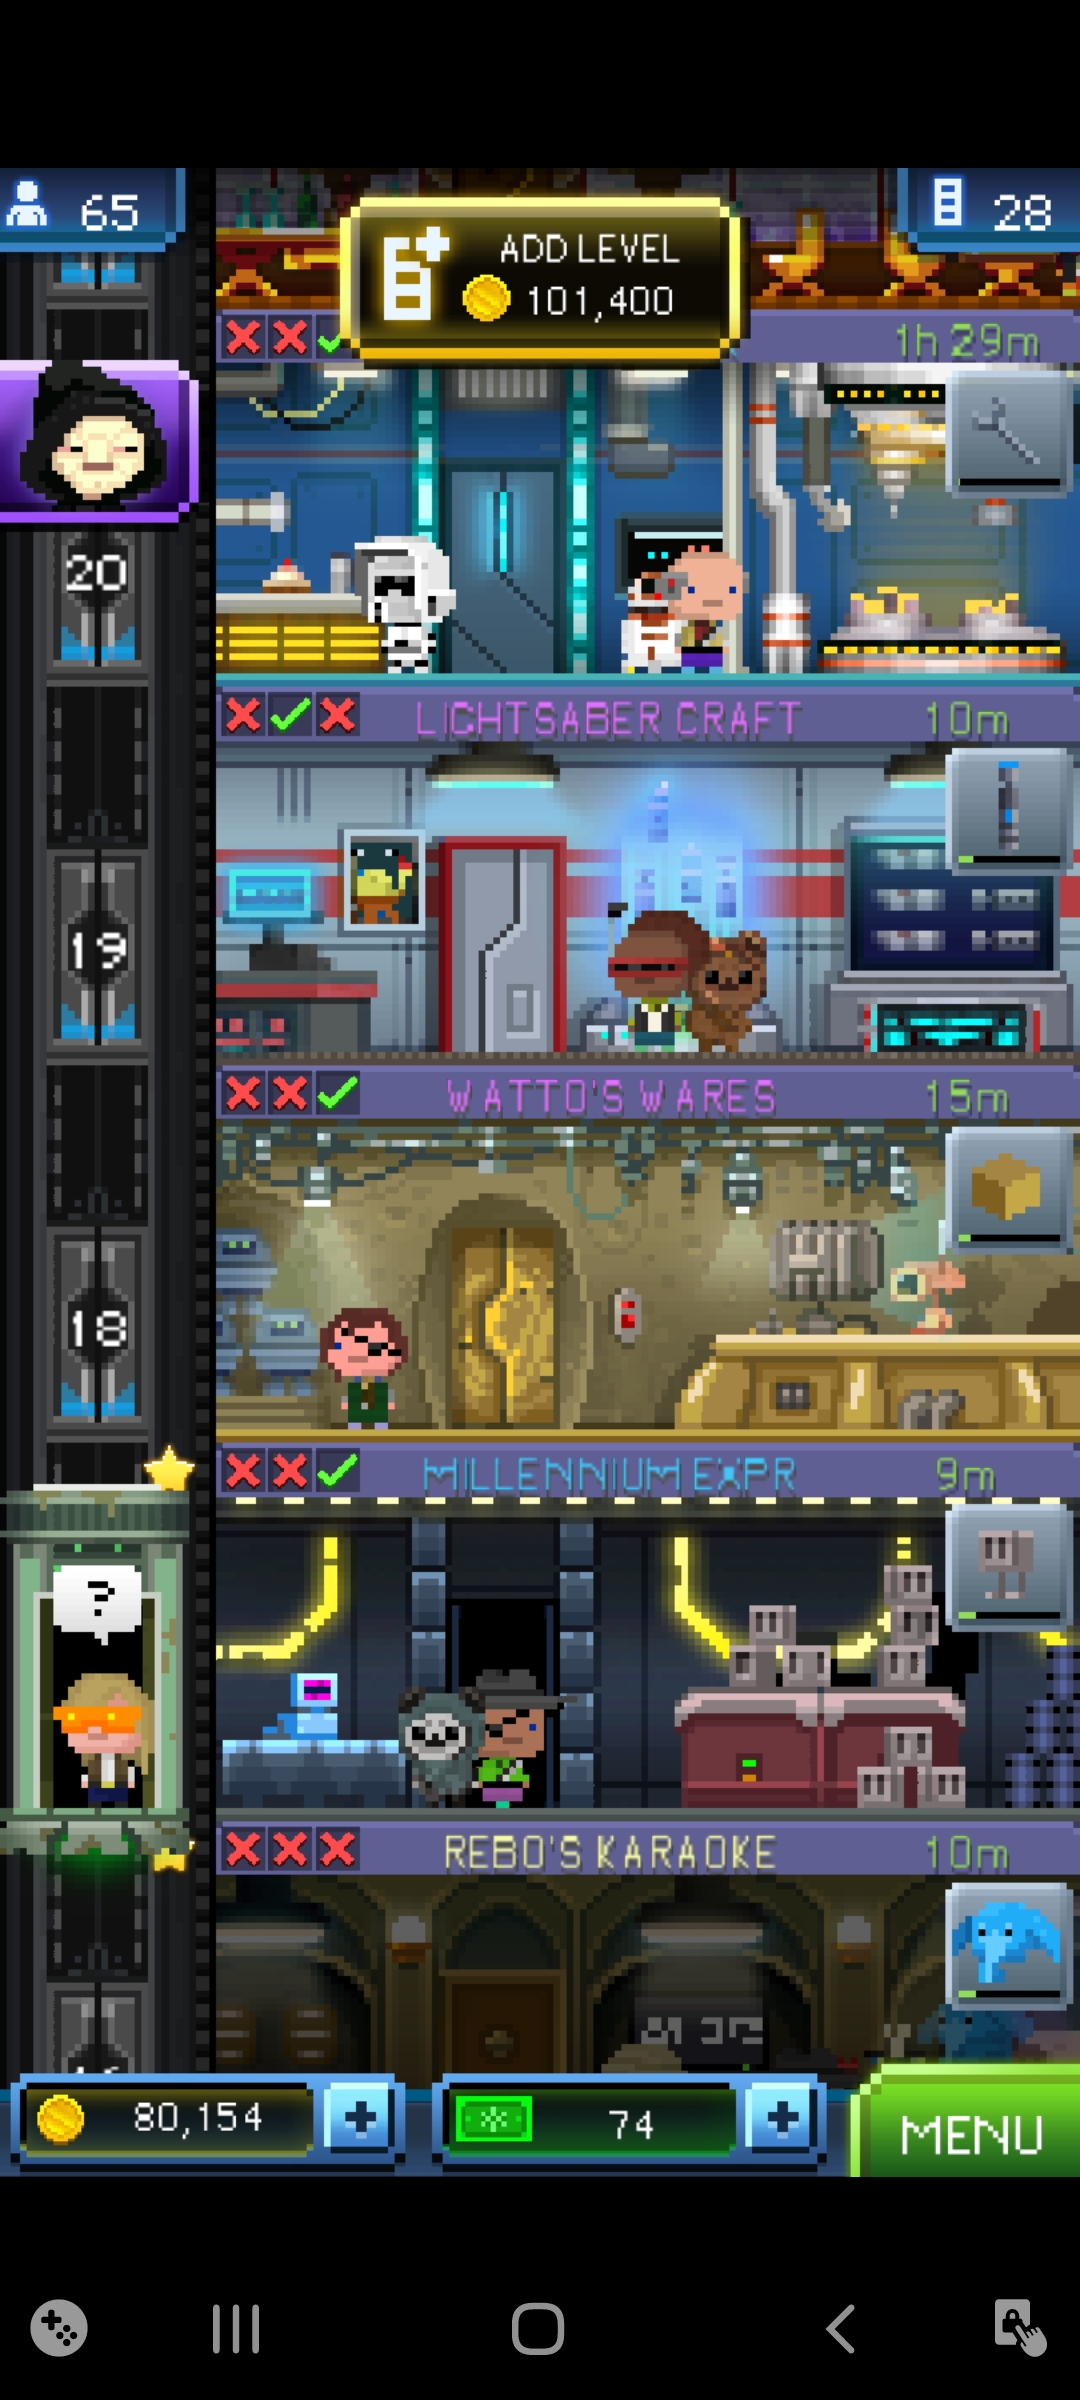 65
ADD LEVEL
101,400
28
1h 29m
20
LIGHTSABER CRAFT
10m
19
WATTO'S WARES
15m
18
MILLENNIUM EXPR
9m
?
REBO'S KARAOKE
10m
80,154
74
MENU